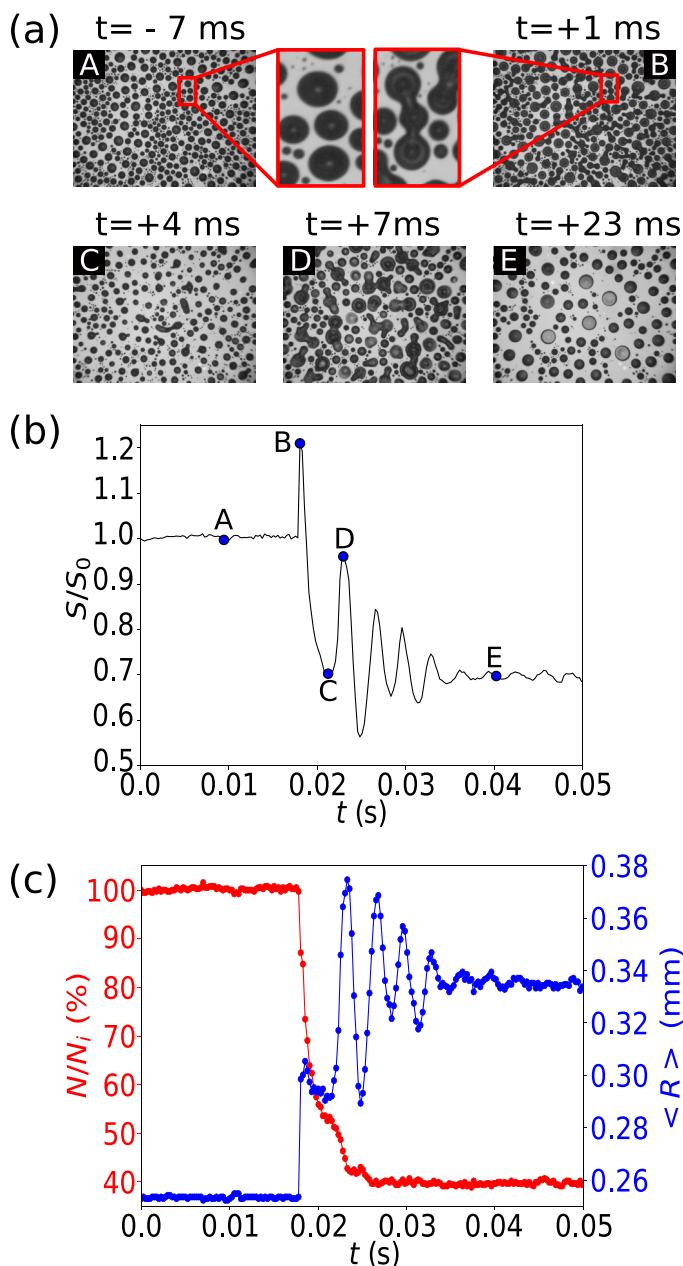 (a)
t= - 7 ms
t=+1 ms
A
B
t=+4 ms
t=+7ms
t=+23 ms
C
D
E
(b)
S/S₀
1.2
1.1
1.0
0.9
0.8
0.7
0.6
0.5
A
B
C
D
E
0.0
0.01
0.02
0.03
0.04
0.05
t (s)
(c)
N/Nᵢ (%)
100
90
80
70
60
50
40
0.38
0.36
0.34
0.32
0.30
0.28
0.26
< R > (mm)
0.0
0.01
0.02
0.03
0.04
0.05
t (s)